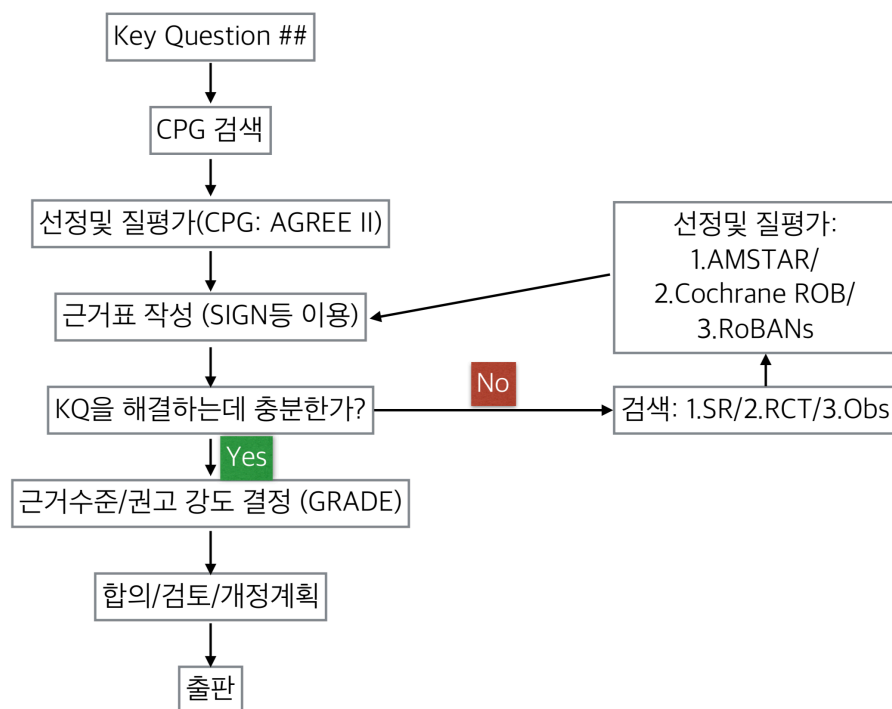 Key Question ##
CPG 검색
선정및 질평가(CPG: AGREE II)
근거표 작성 (SIGN등 이용)
KQ을 해결하는데 충분한가?
No
검색: 1.SR/2.RCT/3.Obs
선정및 질평가:
1.AMSTAR/
2.Cochrane ROB/
3.RoBANs
Yes
근거수준/권고 강도 결정 (GRADE)
합의/검토/개정계획
출판